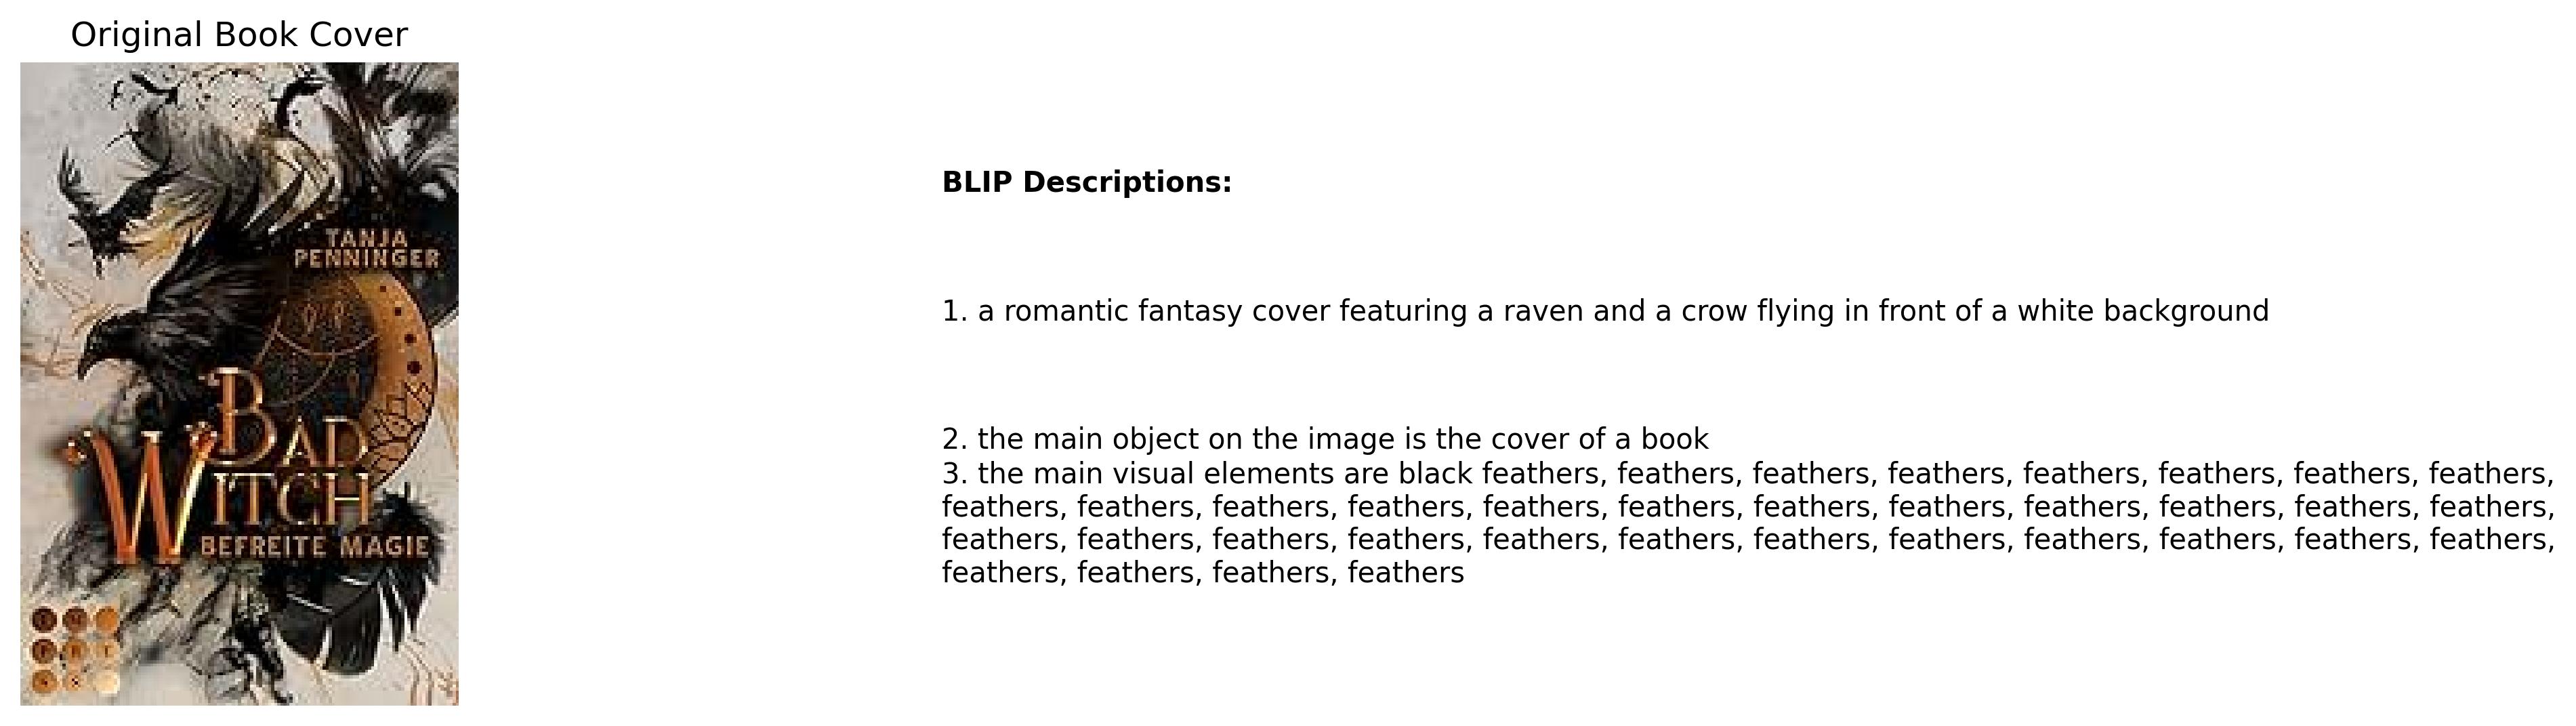 Original Book Cover
TANJA
PENNINGER
BAD
WITCH
BEFREITE MAGIE
BLIP Descriptions:
1. a romantic fantasy cover featuring a raven and a crow flying in front of a white background
2. the main object on the image is the cover of a book
3. the main visual elements are black feathers, feathers, feathers, feathers, feathers, feathers, feathers, feathers,
feathers, feathers, feathers, feathers, feathers, feathers, feathers, feathers, feathers, feathers, feathers, feathers,
feathers, feathers, feathers, feathers, feathers, feathers, feathers, feathers, feathers, feathers, feathers, feathers,
feathers, feathers, feathers, feathers